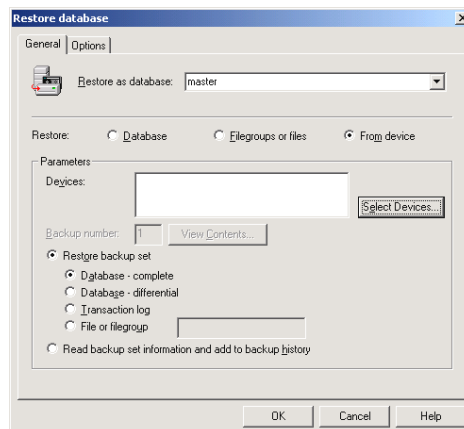 Restore database
General Options
Restore as database: master
Restore: Database Filegroups or files From device
Parameters
Devices:
Select Devices...
Backup number: 1 View Contents...
Restore backup set
Database - complete
Database - differential
Transaction log
File or filegroup
Read backup set information and add to backup history
OK Cancel Help